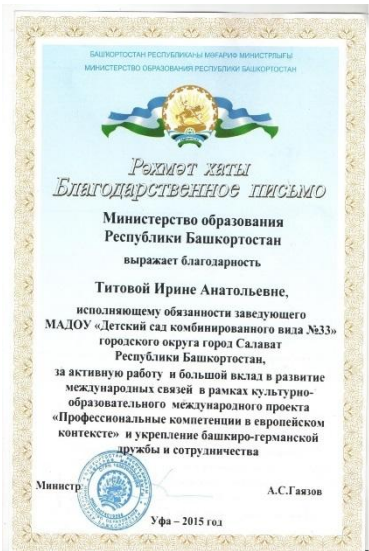 БАШҠОРТОСТАН РЕСПУБЛИКАҺЫ МӘҒАРИФ МИНИСТРЛЫҒЫ
МИНИСТЕРСТВО ОБРАЗОВАНИЯ РЕСПУБЛИКИ БАШКОРТОСТАН
Рәхмәт хаты
Благодарственное письмо
Министерство образования
Республики Башкортостан
выражает благодарность
Титовой Ирине Анатольевне,
исполняющему обязанности заведующего
МАДОУ «Детский сад комбинированного вида №33»
городского округа город Салават
Республики Башкортостан,
за активную работу и большой вклад в развитие
международных связей в рамках культурно-
образовательного международного проекта
«Профессиональные компетенции в европейском
контексте» и укрепление башкиро-германской
дружбы и сотрудничества
Министр
А.С.Гаязов
Уфа – 2015 год